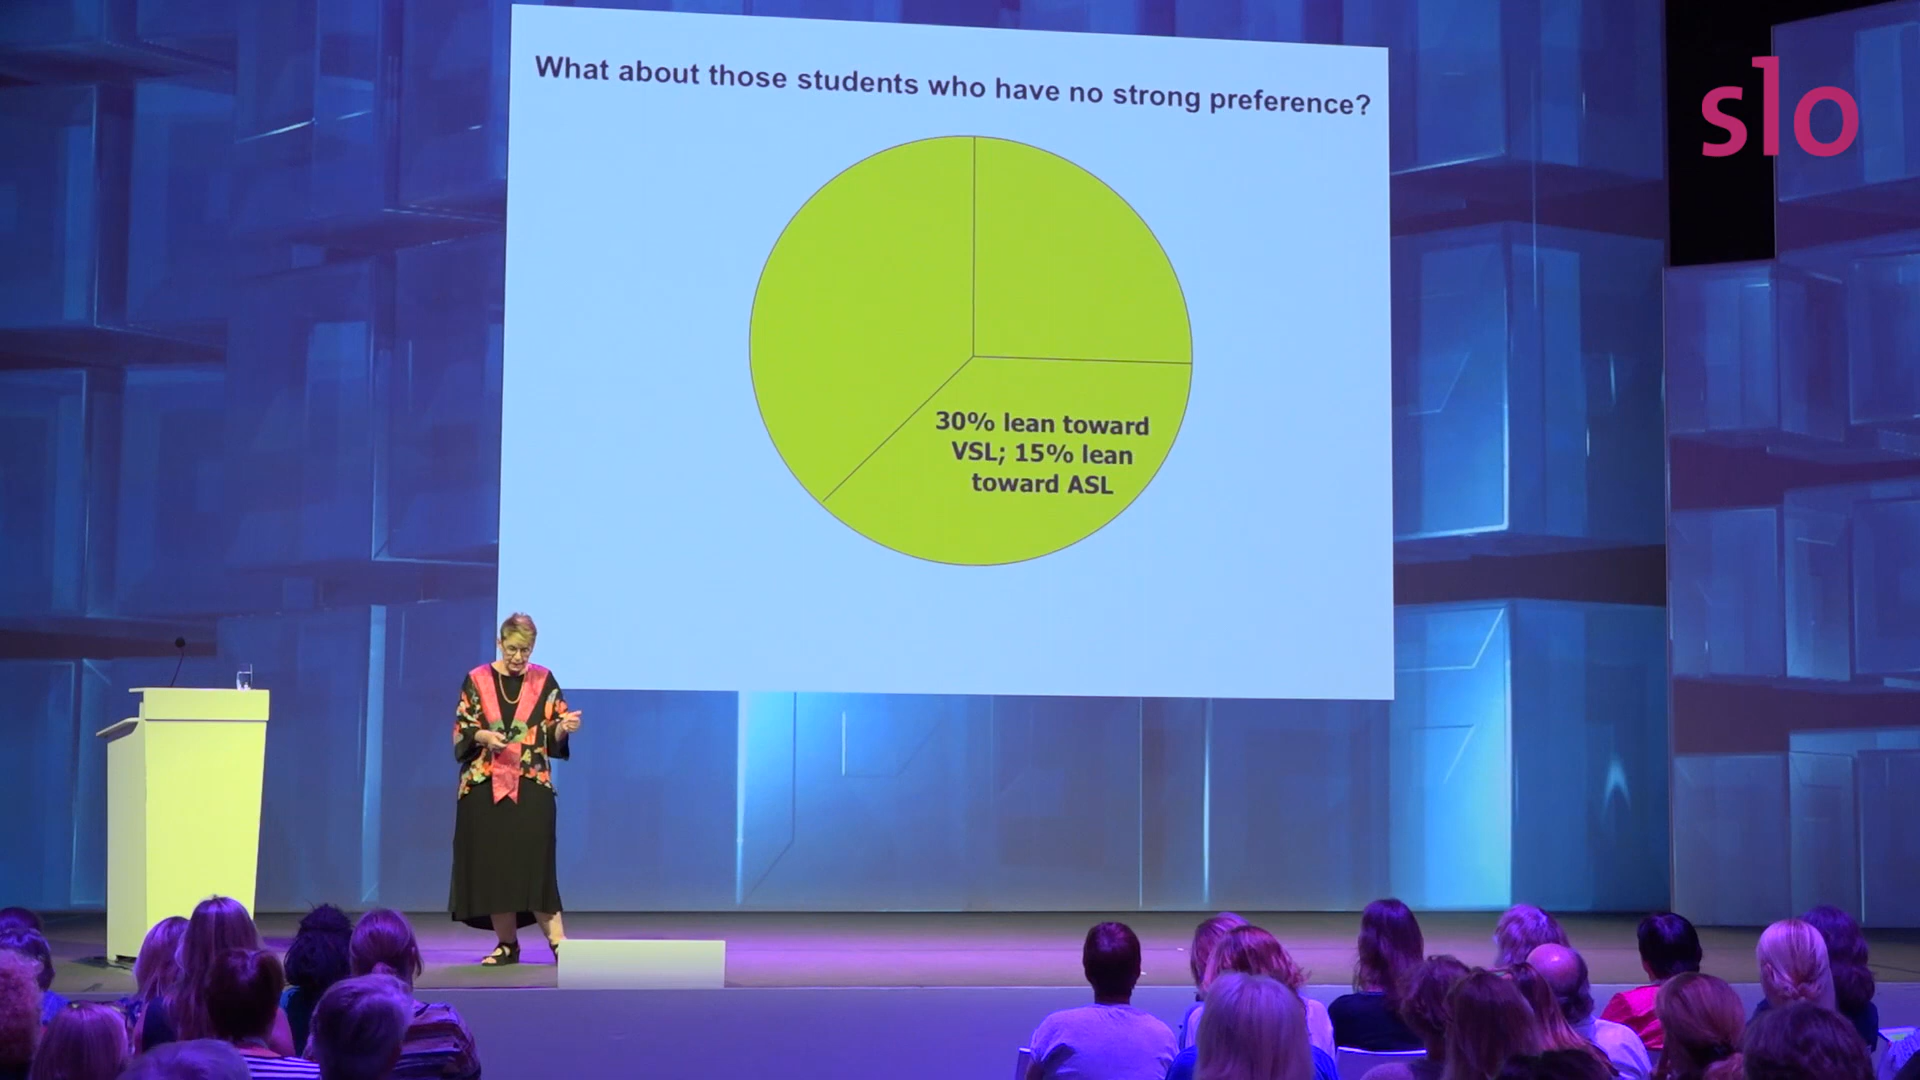 What about those students who have no strong preference?
slo
30% lean toward
VSL; 15% lean
toward ASL